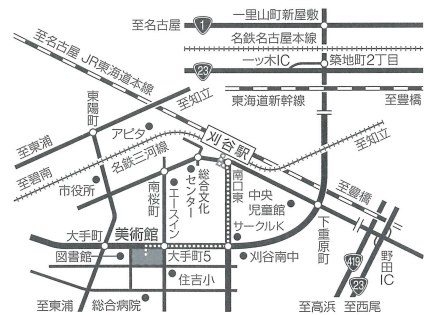 至名古屋
1
一里山町新屋敷
名鉄名古屋本線
至名古屋
JR東海道本線
23
一ッ木IC
築地町2丁目
東海道新幹線
至豊橋
東陽町
至知立
至東浦
アピタ
刈谷駅
至知立
至碧南
名鉄三河線
市役所
南桜町
エースイン
総合文化
センター
南口東
中央
児童館
至豊橋
大手町
美術館
サークルK
下重原町
図書館
大手町5
刈谷南中
住吉小
419
野田
IC
23
至東浦
総合病院
至高浜
至西尾